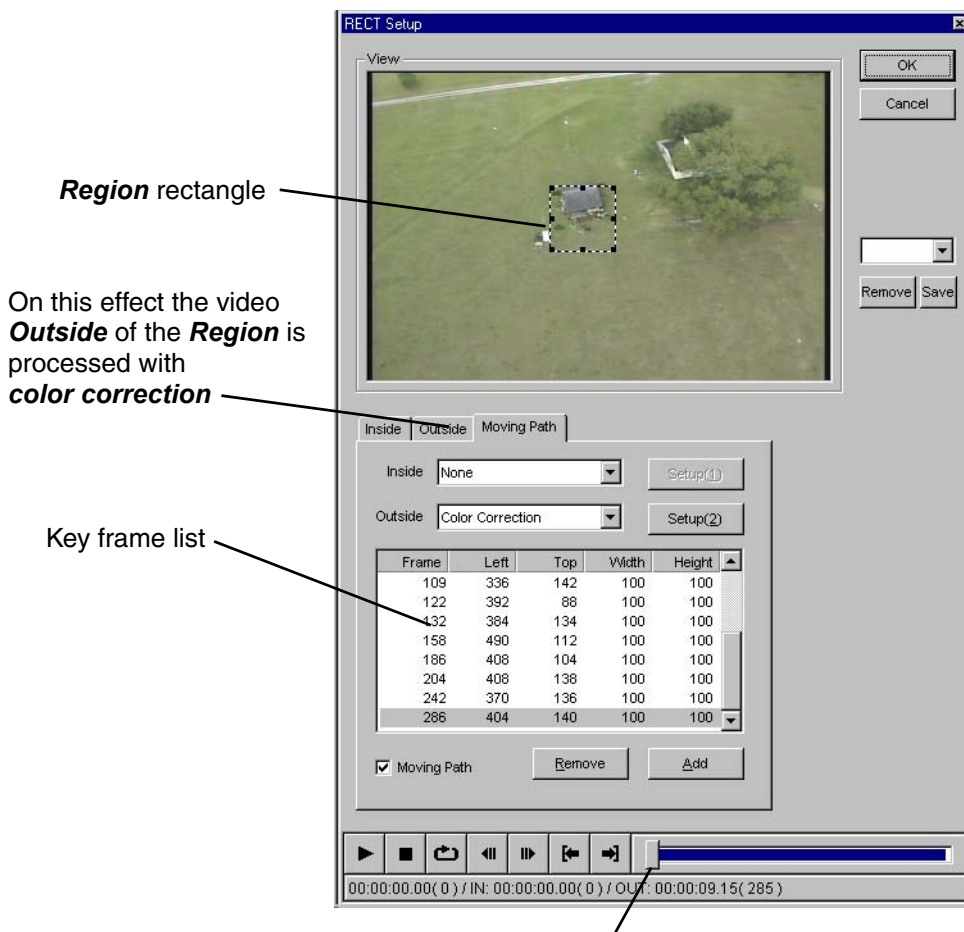 RECT Setup
View
OK
Cancel
Region rectangle
Remove Save
On this effect the video
Outside of the Region is
processed with
color correction
Inside Outside Moving Path
Inside None Setup(1)
Outside Color Correction Setup(2)
Key frame list
Frame Left Top Width Height
109 336 142 100 100
122 392 88 100 100
132 384 134 100 100
158 490 112 100 100
186 408 104 100 100
204 408 138 100 100
242 370 136 100 100
286 404 140 100 100
Moving Path Remove Add
00:00:00.00( 0 ) / IN: 00:00:00.00( 0 ) / OUT: 00:00:09.15( 285 )